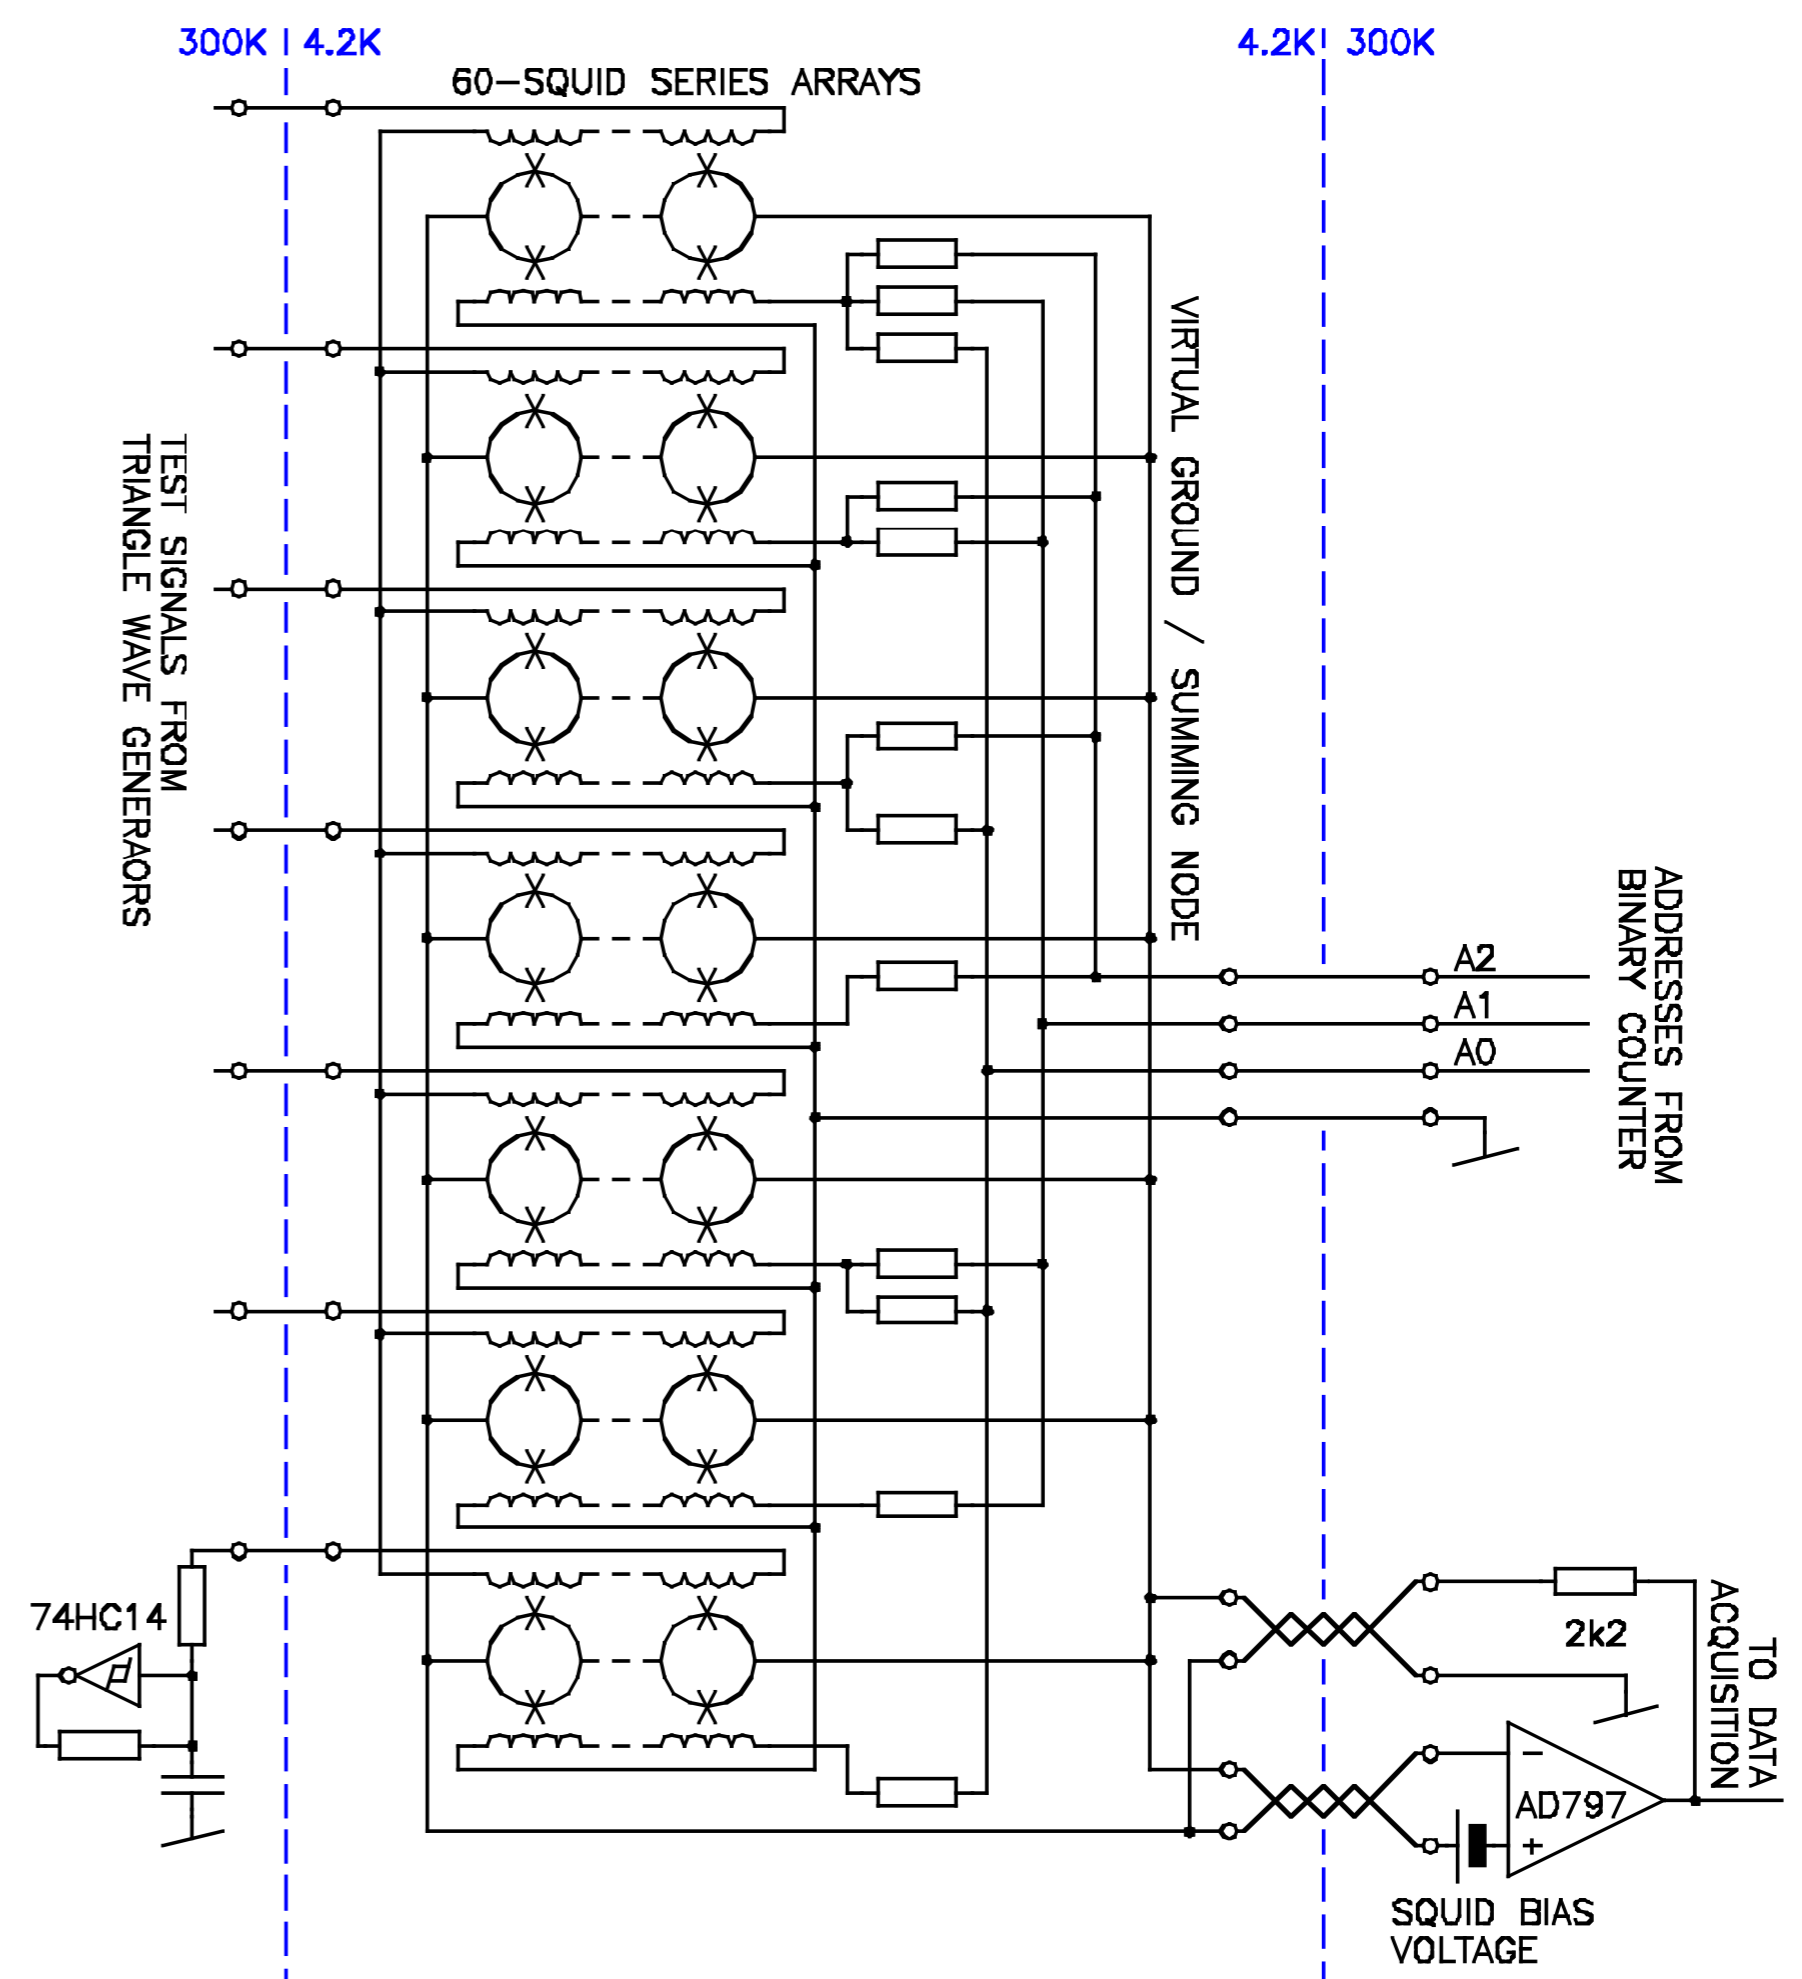 300K
4.2K
4.2K
300K
60-SQUID SERIES ARRAYS
VIRTUAL GROUND / SUMMING NODE
TEST SIGNALS FROM
TRIANGLE WAVE GENERAORS
ADDRESSES FROM
BINARY COUNTER
A2
A1
A0
74HC14
2k2
TO DATA
ACQUISITION
AD797
SQUID BIAS
VOLTAGE